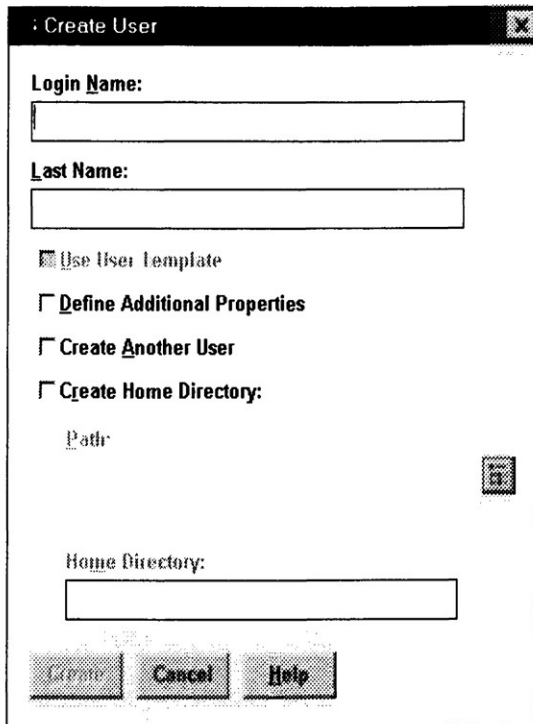 Create User
Login Name:
Last Name:
Use User Template
Define Additional Properties
Create Another User
Create Home Directory:
Path:
Home Directory:
Create Cancel Help